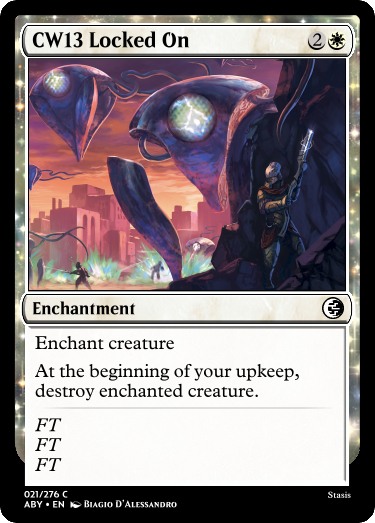 CW13 Locked On
2
Enchantment
Enchant creature
At the beginning of your upkeep,
destroy enchanted creature.
FT
FT
FT
021/276 C
Stasis
ABY • EN BIAGIO D'ALESSANDRO